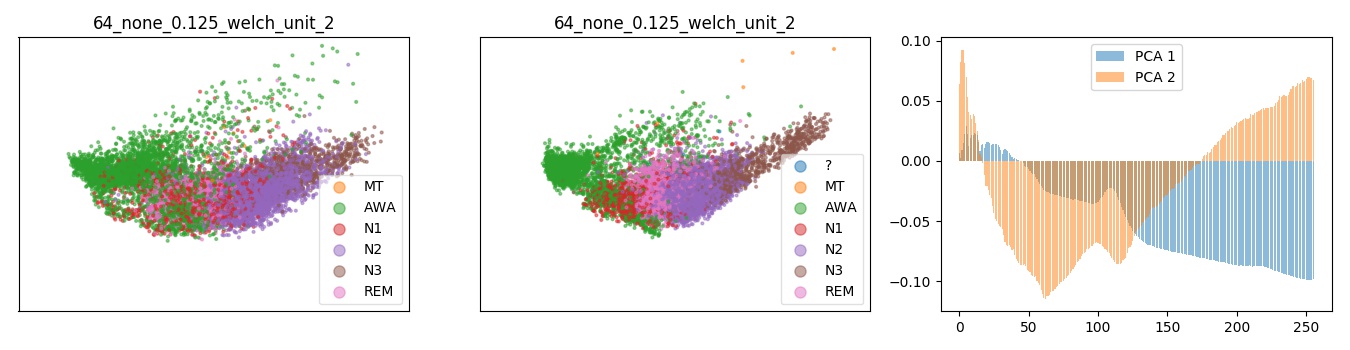 64_none_0.125_welch_unit_2
MT
AWA
N1
N2
N3
REM
64_none_0.125_welch_unit_2
?
MT
AWA
N1
N2
N3
REM
PCA 1
PCA 2
0.10
0.05
0.00
−0.05
−0.10
0
50
100
150
200
250